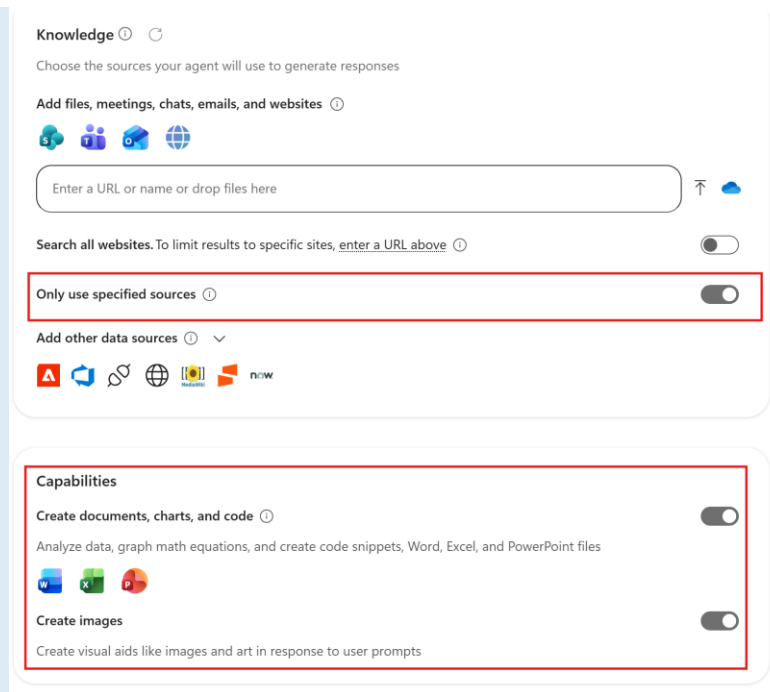 Knowledge
Choose the sources your agent will use to generate responses
Add files, meetings, chats, emails, and websites
Enter a URL or name or drop files here
Search all websites. To limit results to specific sites, enter a URL above
Only use specified sources
Add other data sources
MediaWiki
now
Capabilities
Create documents, charts, and code
Analyze data, graph math equations, and create code snippets, Word, Excel, and PowerPoint files
W X P
Create images
Create visual aids like images and art in response to user prompts